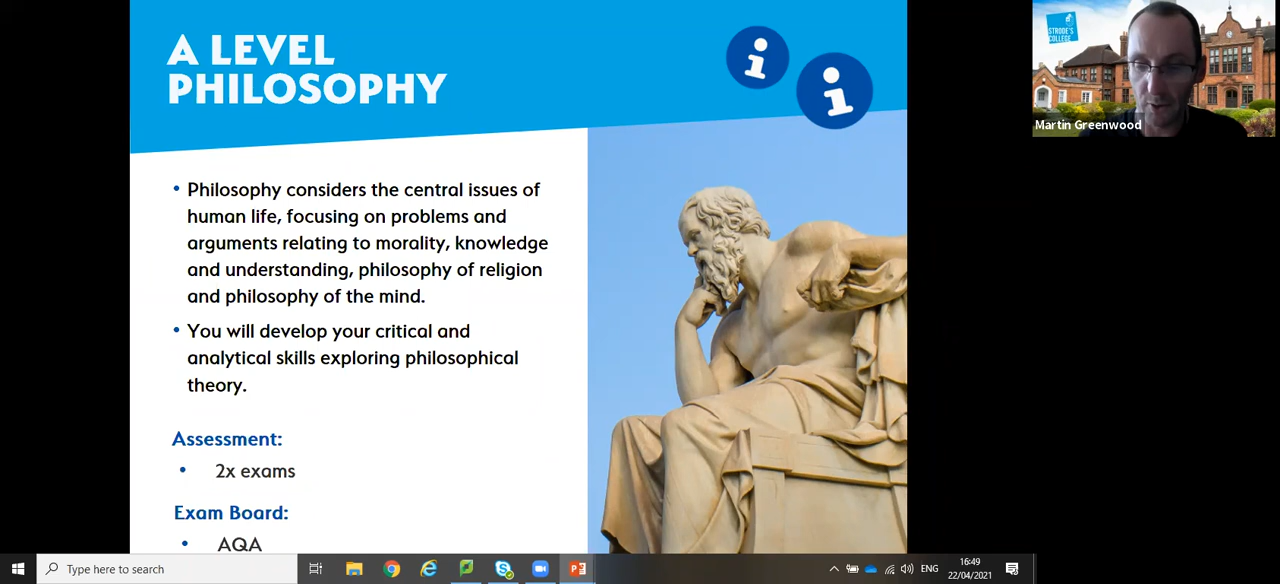 A LEVEL
PHILOSOPHY
i
i
STRODE'S
COLLEGE
Martin Greenwood
• Philosophy considers the central issues of
human life, focusing on problems and
arguments relating to morality, knowledge
and understanding, philosophy of religion
and philosophy of the mind.
• You will develop your critical and
analytical skills exploring philosophical
theory.
Assessment:
• 2x exams
Exam Board:
• AQA
Type here to search
ENG
16:49
22/04/2021